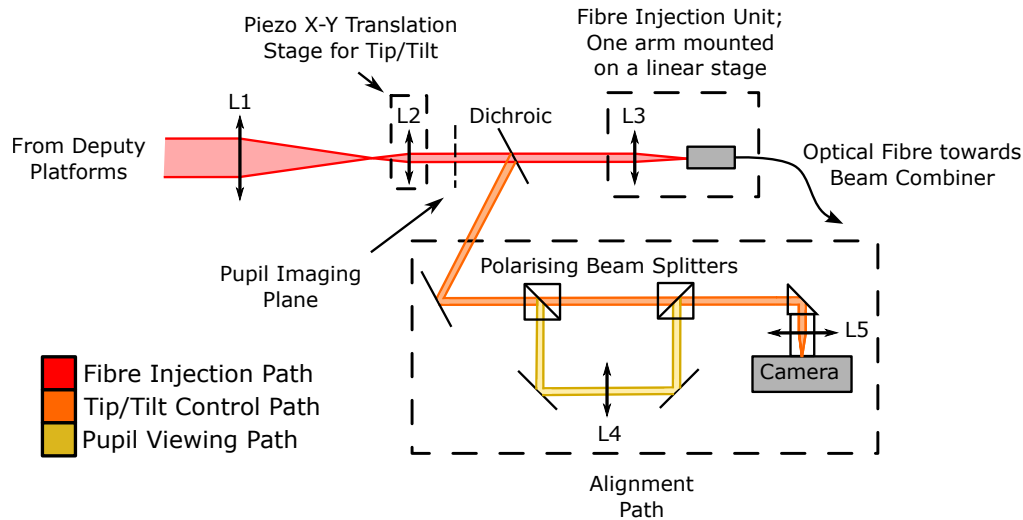 Piezo X-Y Translation
Stage for Tip/Tilt
Fibre Injection Unit;
One arm mounted
on a linear stage
L1
L2
Dichroic
L3
From Deputy
Platforms
Optical Fibre towards
Beam Combiner
Pupil Imaging
Plane
Polarising Beam Splitters
L5
Camera
L4
Fibre Injection Path
Tip/Tilt Control Path
Pupil Viewing Path
Alignment
Path